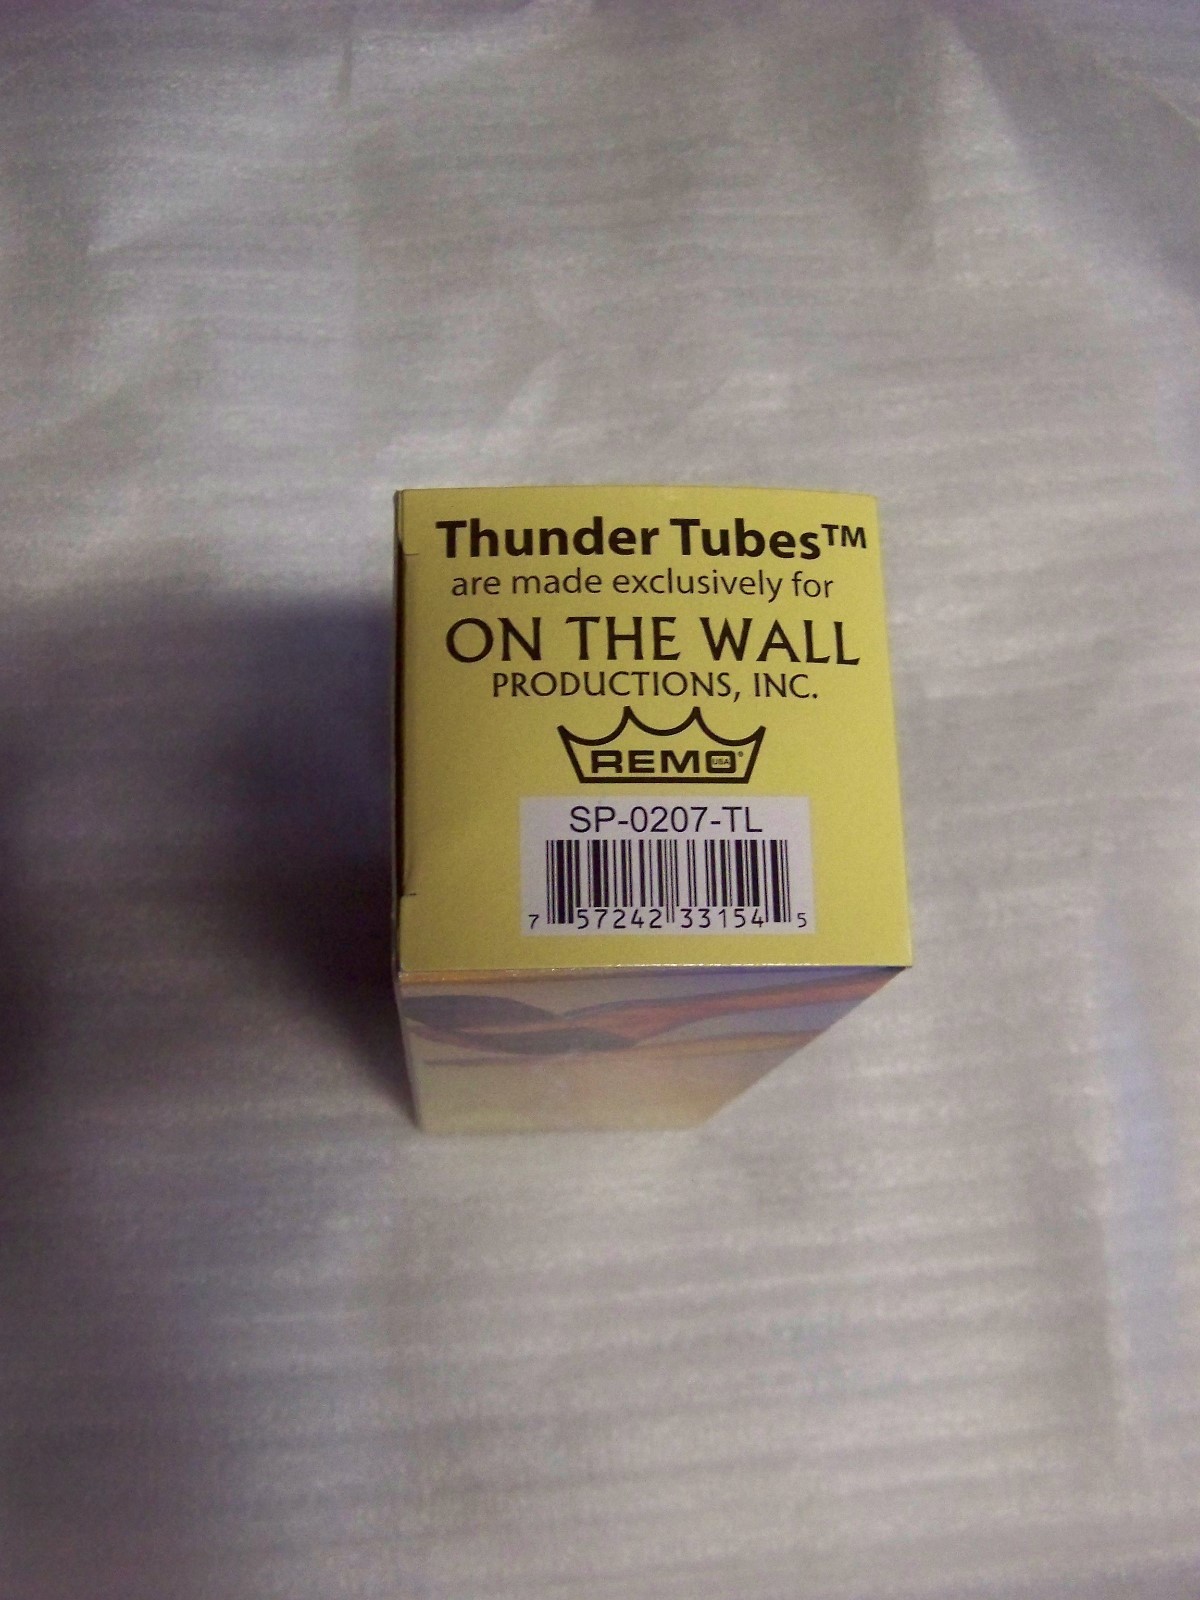 Thunder Tubes™
are made exclusively for
ON THE WALL
PRODUCTIONS, INC.
REMO USA®
SP-0207-TL
7 57242 33154 5